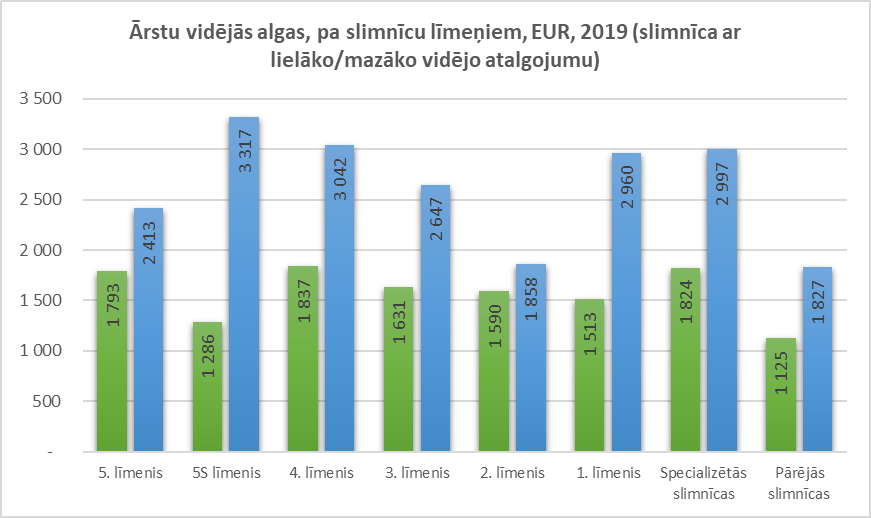 Ārstu vidējās algas, pa slimnīcu līmeņiem, EUR, 2019 (slimnīca ar
lielāko/mazāko vidējo atalgojumu)
3 500
3 000
2 500
2 000
1 500
1 000
500
-
1 793
2 413
1 286
3 317
1 837
3 042
1 631
2 647
1 590
1 858
1 513
2 960
1 824
2 997
1 125
1 827
5. līmenis
5S līmenis
4. līmenis
3. līmenis
2. līmenis
1. līmenis
Specializētās
slimnīcas
Pārējās
slimnīcas